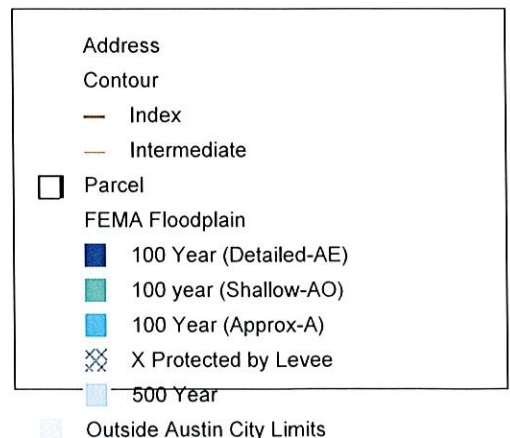 Address
Contour
Index
Intermediate
Parcel
FEMA Floodplain
100 Year (Detailed-AE)
100 year (Shallow-AO)
100 Year (Approx-A)
X Protected by Levee
500 Year
Outside Austin City Limits